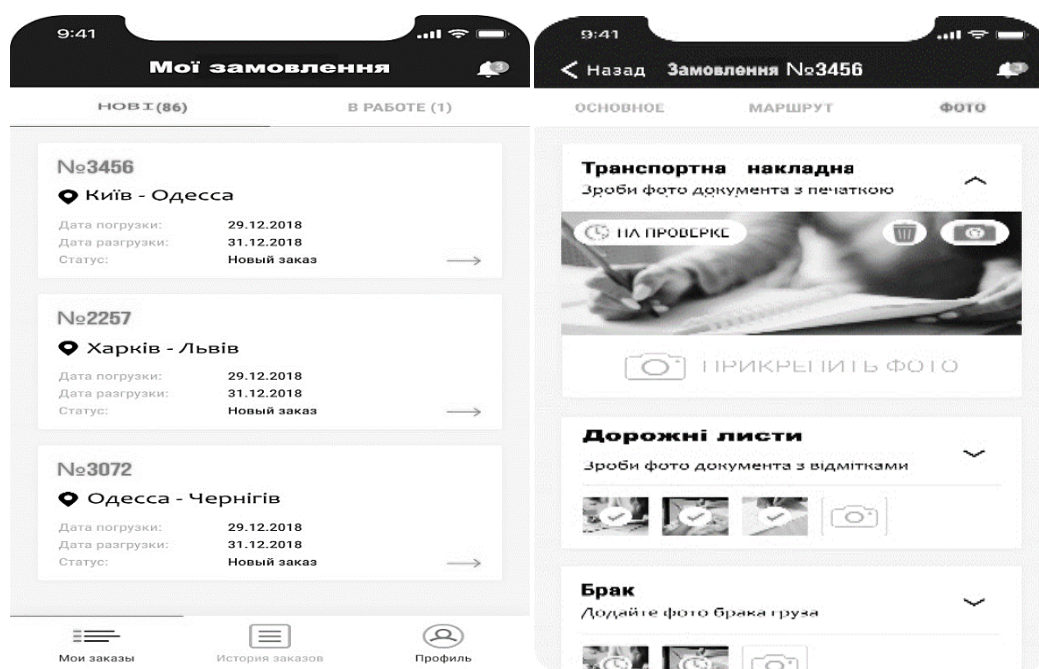 9:41
Мої замовлення
3
НОВІ(86)
В РАБОТЕ (1)
№3456
Київ - Одесса
Дата погрузки: 29.12.2018
Дата разгрузки: 31.12.2018
Статус: Новый заказ
№2257
Харків - Львів
Дата погрузки: 29.12.2018
Дата разгрузки: 31.12.2018
Статус: Новый заказ
№3072
Одесса - Чернігів
Дата погрузки: 29.12.2018
Дата разгрузки: 31.12.2018
Статус: Новый заказ
Мои заказы
История заказов
Профиль
9:41
Назад Замовлення №3456
3
ОСНОВНОЕ МАРШРУТ ФОТО
Транспортна накладна
Зроби фото документа з печаткою
НА ПРОВЕРКЕ
ПРИКРЕПИТЬ ФОТО
Дорожні листи
Зроби фото документа з відмітками
Брак
Додайте фото брака груза